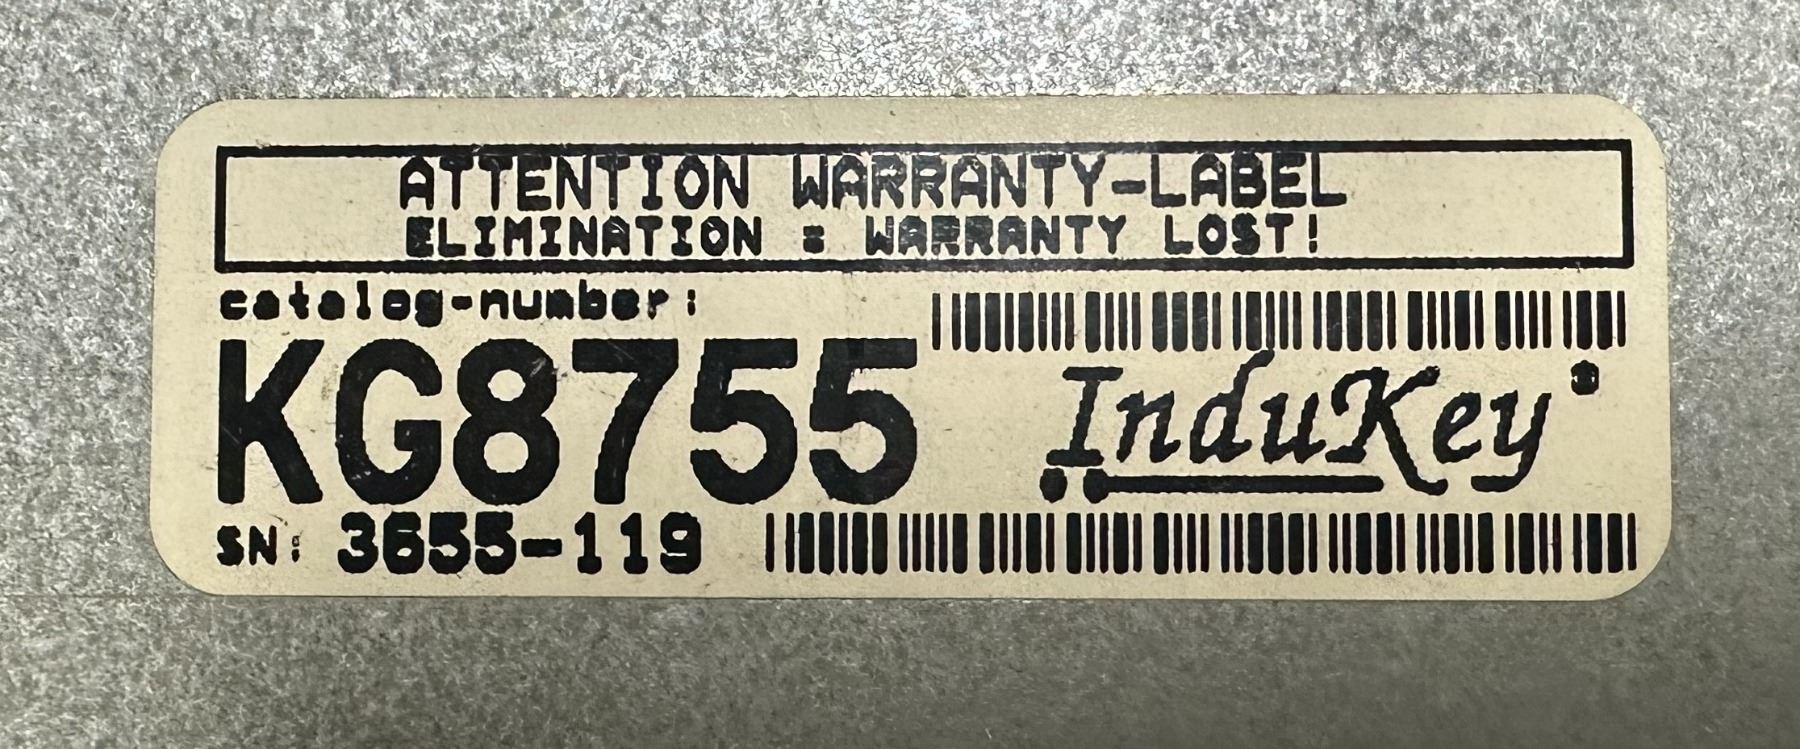 ATTENTION WARRANTY-LABEL
ELIMINATION = WARRANTY LOST!
catalog-number:
KG8755
InduKey®
SN: 3655-119